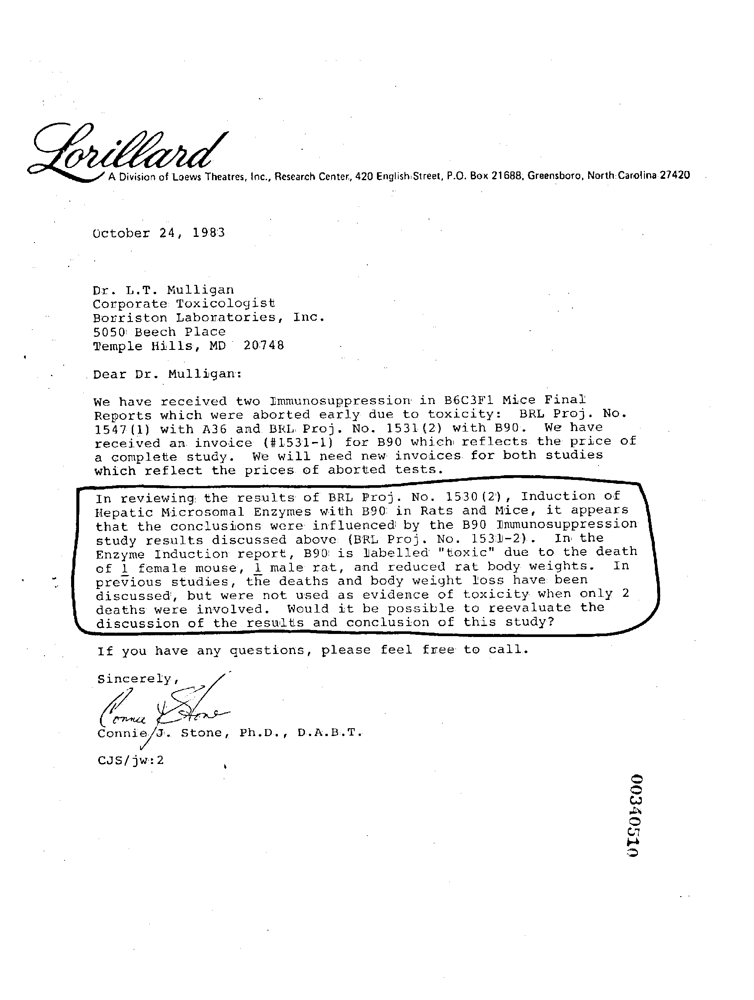 Lorillard
A Division of Loews Theatres, Inc., Research Center, 420 English Street, P.O. Box 21688, Greensboro, North Carolina 27420
October 24, 1983
Dr. L.T. Mulligan
Corporate Toxicologist
Borriston Laboratories, Inc.
5050 Beech Place
Temple Hills, MD 20748
Dear Dr. Mulligan:
We have received two Immunosuppression in B6C3F1 Mice Final
Reports which were aborted early due to toxicity: BRL Proj. No.
1547(1) with A36 and BRL Proj. No. 1531(2) with B90. We have
received an invoice (#1531-1) for B90 which reflects the price of
a complete study. We will need new invoices for both studies
which reflect the prices of aborted tests.
In reviewing the results of BRL Proj. No. 1530(2), Induction of
Hepatic Microsomal Enzymes with B90 in Rats and Mice, it appears
that the conclusions were influenced by the B90 Immunosuppression
study results discussed above (BRL Proj. No. 1531-2). In the
Enzyme Induction report, B90 is labelled "toxic" due to the death
of 1 female mouse, 1 male rat, and reduced rat body weights. In
previous studies, the deaths and body weight loss have been
discussed, but were not used as evidence of toxicity when only 2
deaths were involved. Would it be possible to reevaluate the
discussion of the results and conclusion of this study?
If you have any questions, please feel free to call.
Sincerely,
Connie J Stone
Connie J. Stone, Ph.D., D.A.B.T.
CJS/jw:2
00340510